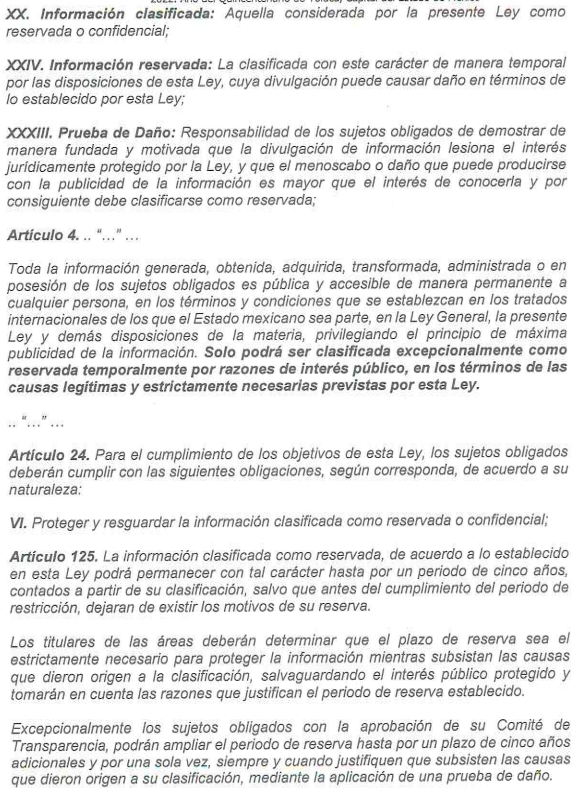 2022. Año del Quincentenario de Toluca, Capital del Estado de México
XX. Información clasificada: Aquella considerada por la presente Ley como
reservada o confidencial;
XXIV. Información reservada: La clasificada con este carácter de manera temporal
por las disposiciones de esta Ley, cuya divulgación puede causar daño en términos de
lo establecido por esta Ley;
XXXIII. Prueba de Daño: Responsabilidad de los sujetos obligados de demostrar de
manera fundada y motivada que la divulgación de información lesiona el interés
jurídicamente protegido por la Ley, y que el menoscabo o daño que puede producirse
con la publicidad de la información es mayor que el interés de conocerla y por
consiguiente debe clasificarse como reservada;
Artículo 4. .. “...” ...
Toda la información generada, obtenida, adquirida, transformada, administrada o en
posesión de los sujetos obligados es pública y accesible de manera permanente a
cualquier persona, en los términos y condiciones que se establezcan en los tratados
internacionales de los que el Estado mexicano sea parte, en la Ley General, la presente
Ley y demás disposiciones de la materia, privilegiando el principio de máxima
publicidad de la información. Solo podrá ser clasificada excepcionalmente como
reservada temporalmente por razones de interés público, en los términos de las
causas legítimas y estrictamente necesarias previstas por esta Ley.
.. “...” ...
Artículo 24. Para el cumplimiento de los objetivos de esta Ley, los sujetos obligados
deberán cumplir con las siguientes obligaciones, según corresponda, de acuerdo a su
naturaleza:
VI. Proteger y resguardar la información clasificada como reservada o confidencial;
Artículo 125. La información clasificada como reservada, de acuerdo a lo establecido
en esta Ley podrá permanecer con tal carácter hasta por un periodo de cinco años,
contados a partir de su clasificación, salvo que antes del cumplimiento del periodo de
restricción, dejaran de existir los motivos de su reserva.
Los titulares de las áreas deberán determinar que el plazo de reserva sea el
estrictamente necesario para proteger la información mientras subsistan las causas
que dieron origen a la clasificación, salvaguardando el interés público protegido y
tomarán en cuenta las razones que justifican el periodo de reserva establecido.
Excepcionalmente los sujetos obligados con la aprobación de su Comité de
Transparencia, podrán ampliar el periodo de reserva hasta por un plazo de cinco años
adicionales y por una sola vez, siempre y cuando justifiquen que subsisten las causas
que dieron origen a su clasificación, mediante la aplicación de una prueba de daño.